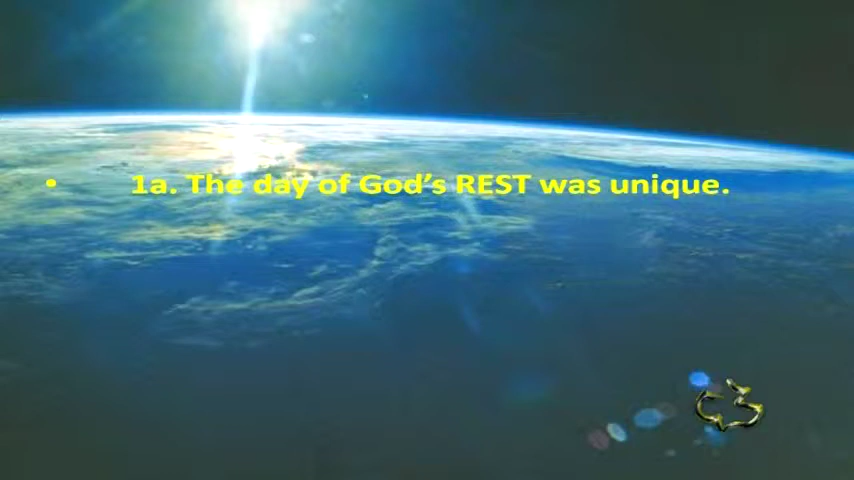 • 1a. The day of God’s REST was unique.